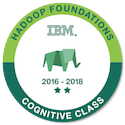 HADOOP FOUNDATIONS
IBM.
2016 - 2018
COGNITIVE CLASS